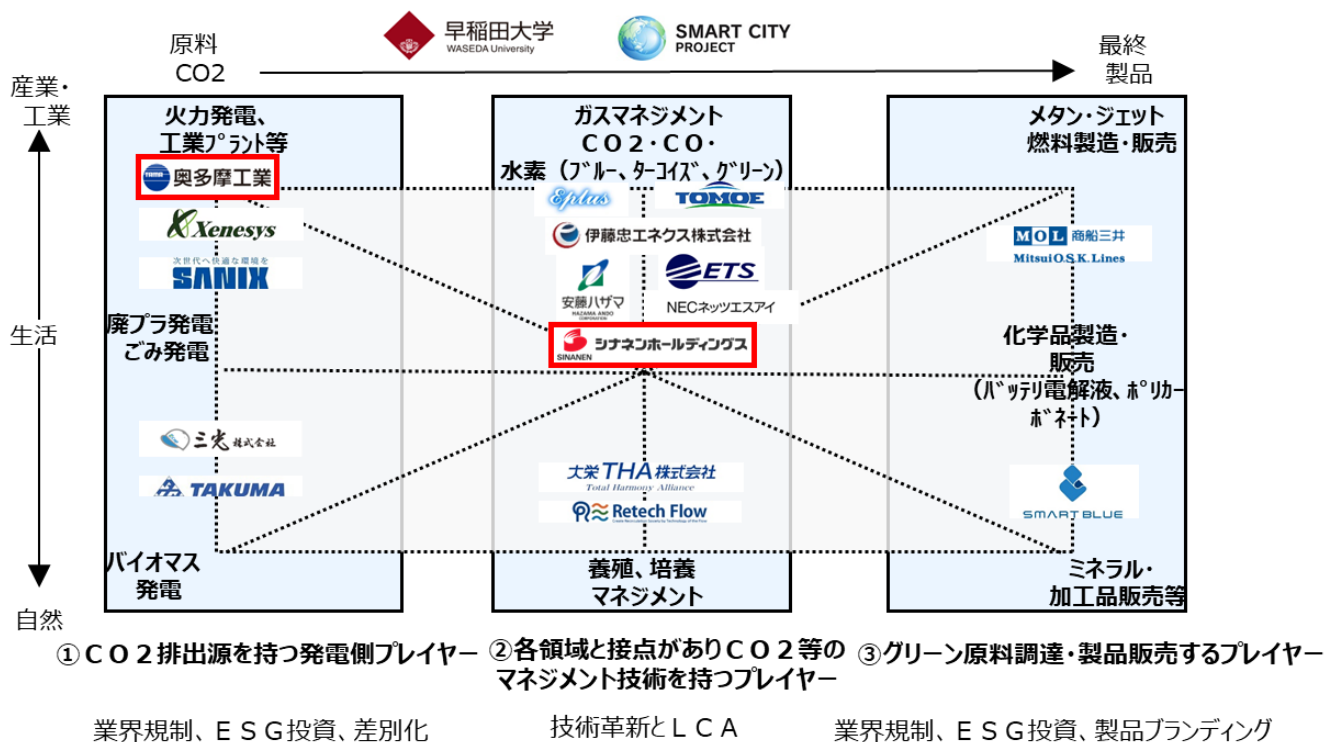 早稲田大学
WASEDA University
SMART CITY
PROJECT
原料
CO2
最終
製品
産業・
工業
生活
自然
火力発電、
工業ﾌﾟﾗﾝﾄ等
奥多摩工業
Xenesys
次世代へ快適な環境を
SANIX
廃プラ発電
ごみ発電
三光株式会社
TAKUMA
バイオマス
発電
ガスマネジメント
ＣＯ２・ＣＯ・
水素（ﾌﾞﾙｰ、ﾀｰｺｲｽﾞ、ｸﾞﾘｰﾝ）
Eplus
TOMOE
伊藤忠エネクス株式会社
安藤ハザマ
HAZAMA ANDO
CORPORATION
ETS
NECネッツエスアイ
SINANEN
シナネンホールディングス
大栄THA株式会社
Total Harmony Alliance
Retech Flow
養殖、培養
マネジメント
メタン・ジェット
燃料製造・販売
MOL 商船三井
Mitsui O.S.K. Lines
化学品製造・
販売
（ﾊﾞｯﾃﾘ電解液、ﾎﾟﾘｶｰ
ﾎﾞﾈｰﾄ）
SMART BLUE
ミネラル・
加工品販売等
①ＣＯ２排出源を持つ発電側プレイヤー
②各領域と接点がありＣＯ２等の
マネジメント技術を持つプレイヤー
③グリーン原料調達・製品販売するプレイヤー
業界規制、ＥＳＧ投資、差別化
技術革新とＬＣＡ
業界規制、ＥＳＧ投資、製品ブランディング